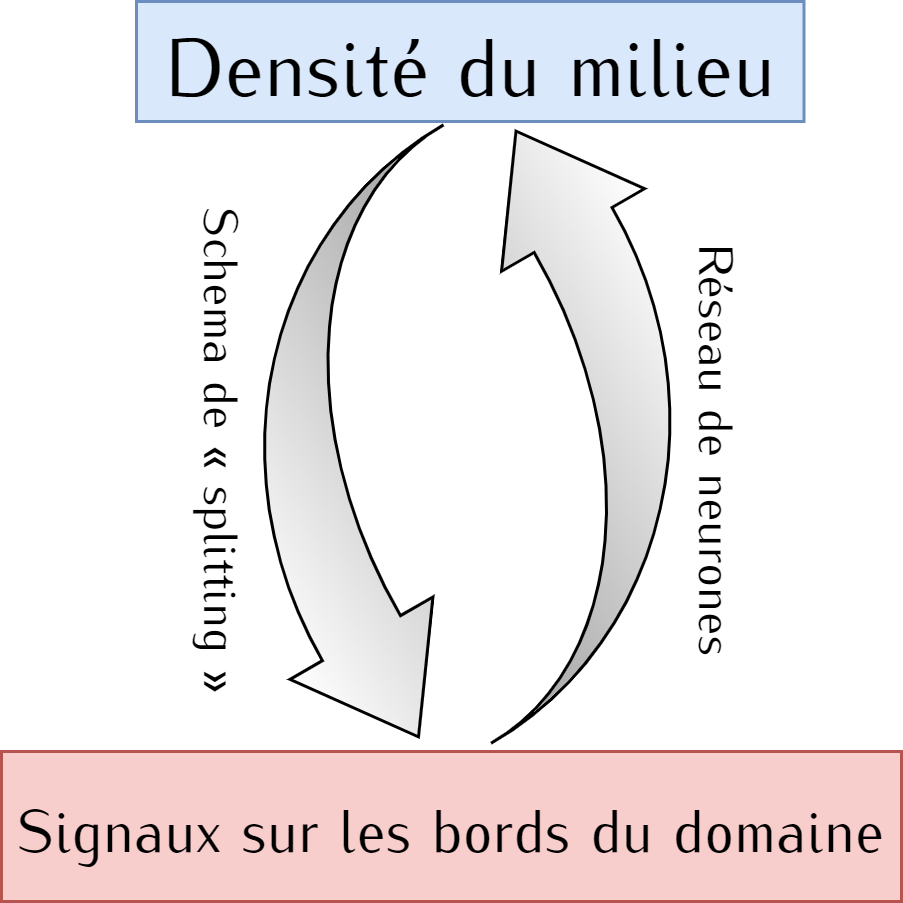 Densité du milieu
Schema de « splitting »
Réseau de neurones
Signaux sur les bords du domaine